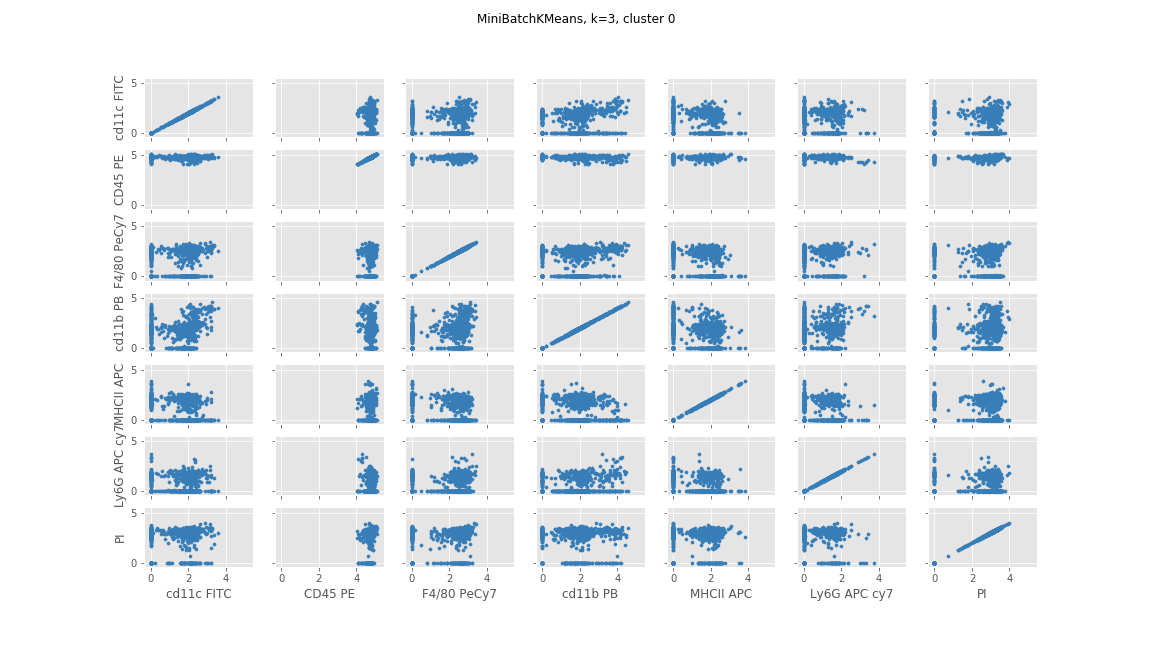 MiniBatchKMeans, k=3, cluster 0
cd11c FITC
5
0
CD45 PE
5
0
F4/80 PeCy7
5
0
cd11b PB
5
0
MHCII APC
5
0
Ly6G APC cy7
5
0
PI
5
0
0 2 4 0 2 4 0 2 4 0 2 4 0 2 4 0 2 4 0 2 4
cd11c FITC CD45 PE F4/80 PeCy7 cd11b PB MHCII APC Ly6G APC cy7 PI